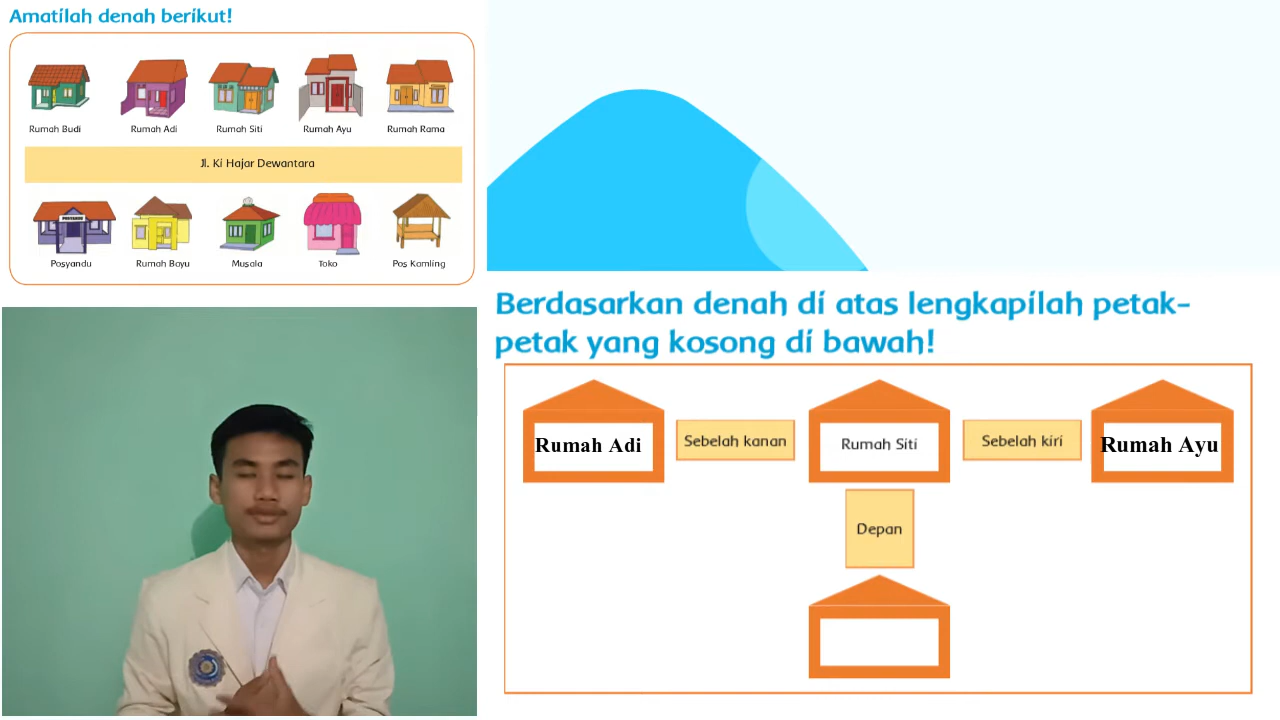 Amatilah denah berikut!
Rumah Budi
Rumah Adi
Rumah Siti
Rumah Ayu
Rumah Rama
Jl. Ki Hajar Dewantara
POSYANDU
Posyandu
Rumah Bayu
Musala
Toko
Pos Kamling
Berdasarkan denah di atas lengkapilah petak-
petak yang kosong di bawah!
Rumah Adi
Sebelah kanan
Rumah Siti
Sebelah kiri
Rumah Ayu
Depan